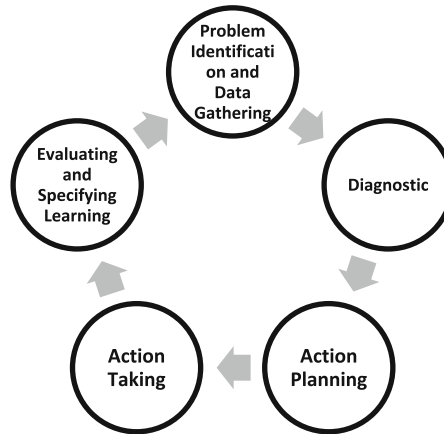 Problem
Identificati
on and
Data
Gathering
Diagnostic
Action
Planning
Action
Taking
Evaluating
and
Specifying
Learning